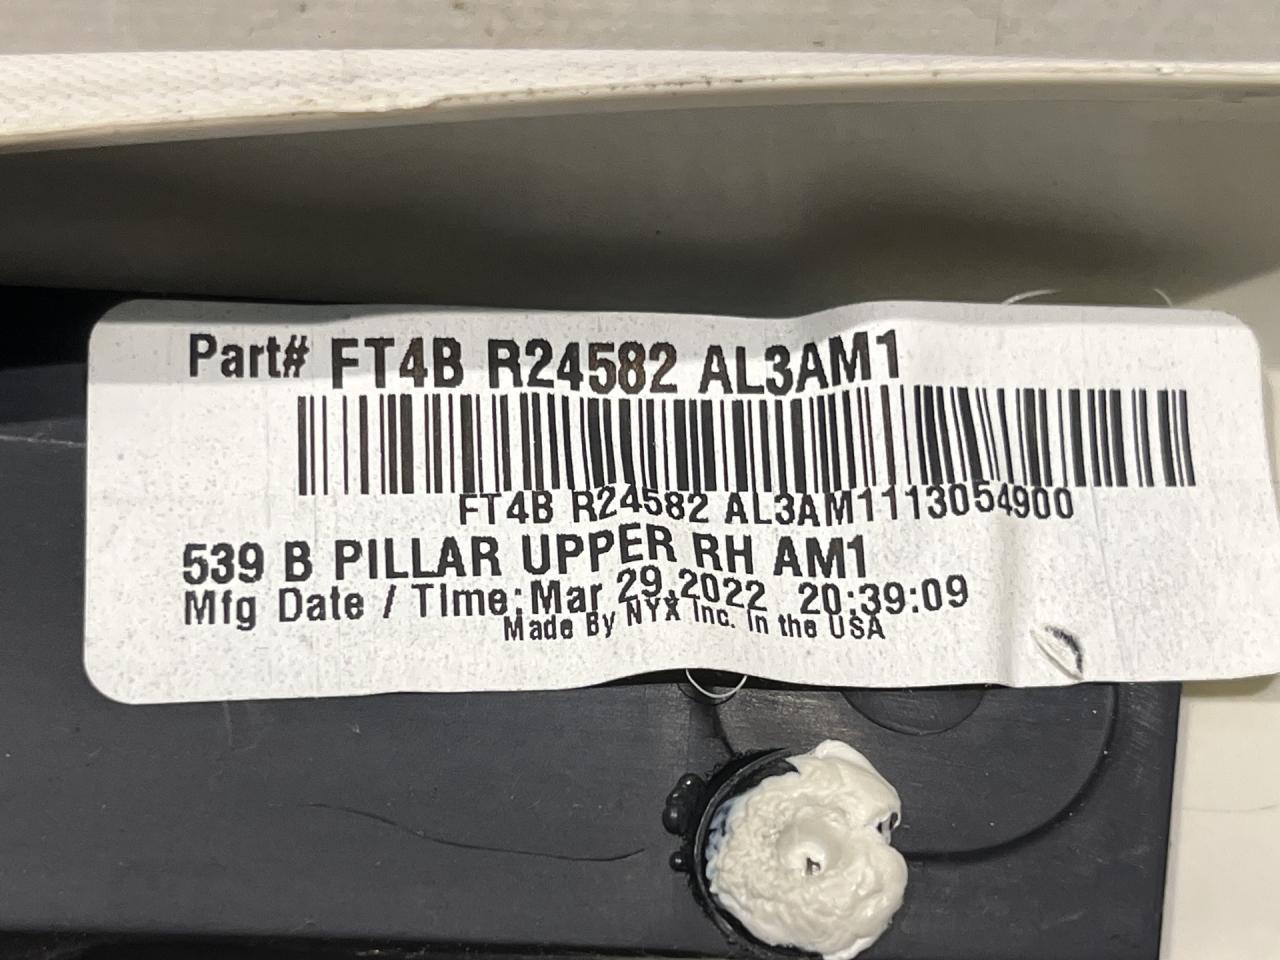 Part# FT4B R24582 AL3AM1
FT4B R24582 AL3AM1113054900
539 B PILLAR UPPER RH AM1
Mfg Date / Time: Mar 29,2022 20:39:09
Made By NYX Inc. In the USA